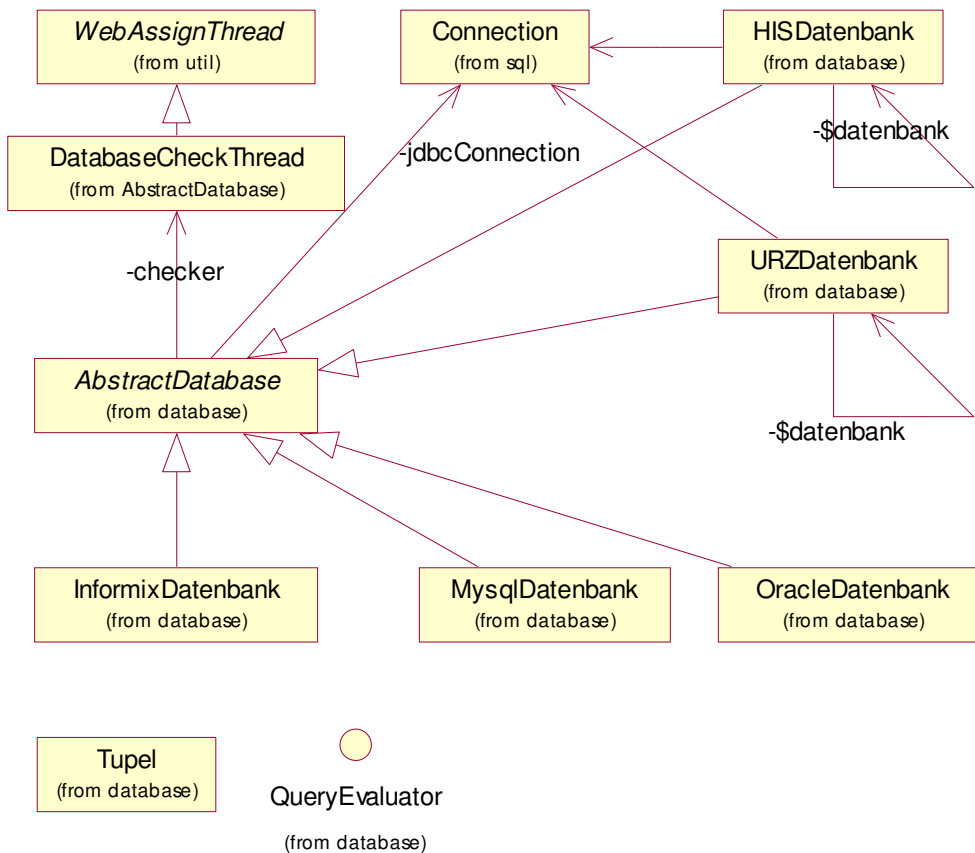 WebAssignThread
(from util)
Connection
(from sql)
HISDatenbank
(from database)
-$datenbank
DatabaseCheckThread
(from AbstractDatabase)
-jdbcConnection
-checker
URZDatenbank
(from database)
AbstractDatabase
(from database)
-$datenbank
InformixDatenbank
(from database)
MysqlDatenbank
(from database)
OracleDatenbank
(from database)
Tupel
(from database)
QueryEvaluator
(from database)